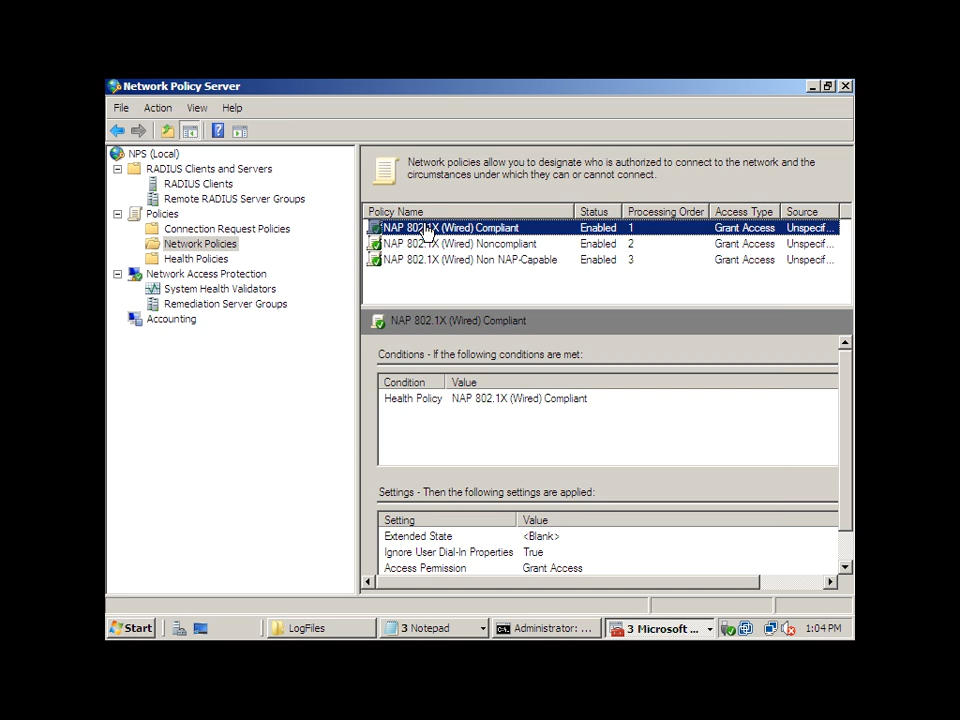 Network Policy Server
File Action View Help
NPS (Local)
RADIUS Clients and Servers
RADIUS Clients
Remote RADIUS Server Groups
Policies
Connection Request Policies
Network Policies
Health Policies
Network Access Protection
System Health Validators
Remediation Server Groups
Accounting
Network policies allow you to designate who is authorized to connect to the network and the
circumstances under which they can or cannot connect.
Policy Name Status Processing Order Access Type Source
NAP 802.1X (Wired) Compliant Enabled 1 Grant Access Unspecif...
NAP 802.1X (Wired) Noncompliant Enabled 2 Grant Access Unspecif...
NAP 802.1X (Wired) Non NAP-Capable Enabled 3 Grant Access Unspecif...
NAP 802.1X (Wired) Compliant
Conditions - If the following conditions are met:
Condition Value
Health Policy NAP 802.1X (Wired) Compliant
Settings - Then the following settings are applied:
Setting Value
Extended State <Blank>
Ignore User Dial-In Properties True
Access Permission Grant Access
Start LogFiles 3 Notepad Administrator: ... 3 Microsoft ... 1:04 PM